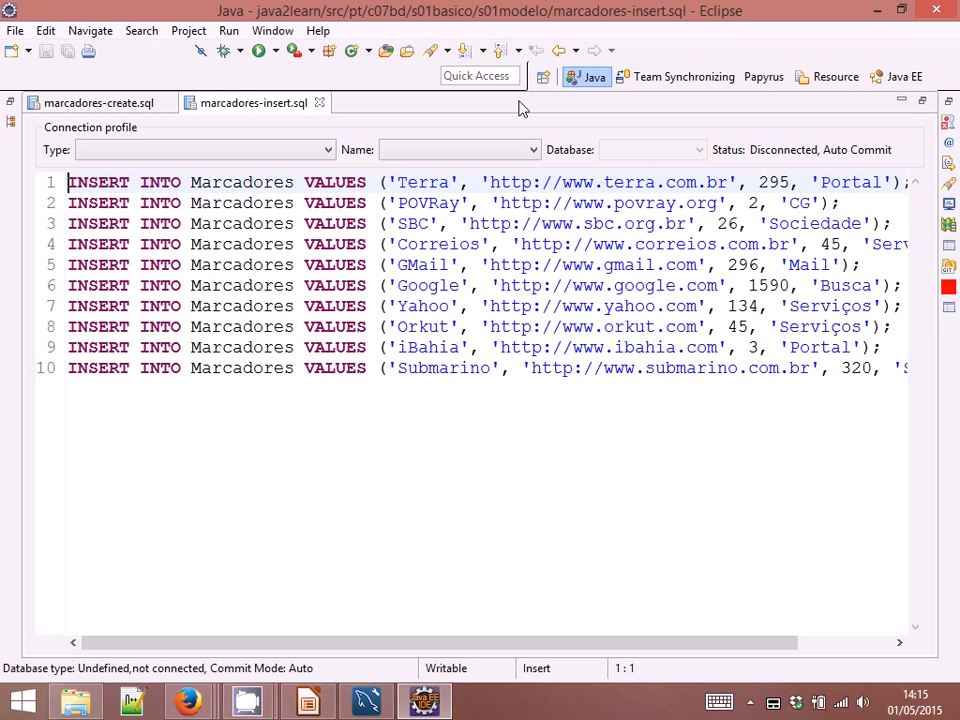 Java - java2learn/src/pt/c07bd/s01basico/s01modelo/marcadores-insert.sql - Eclipse
File Edit Navigate Search Project Run Window Help
Quick Access Java Team Synchronizing Papyrus Resource Java EE
marcadores-create.sql marcadores-insert.sql
Connection profile
Type: Name: Database: Status: Disconnected, Auto Commit
1 INSERT INTO Marcadores VALUES ('Terra', 'http://www.terra.com.br', 295, 'Portal');
2 INSERT INTO Marcadores VALUES ('POVRay', 'http://www.povray.org', 2, 'CG');
3 INSERT INTO Marcadores VALUES ('SBC', 'http://www.sbc.org.br', 26, 'Sociedade');
4 INSERT INTO Marcadores VALUES ('Correios', 'http://www.correios.com.br', 45, 'Serv
5 INSERT INTO Marcadores VALUES ('GMail', 'http://www.gmail.com', 296, 'Mail');
6 INSERT INTO Marcadores VALUES ('Google', 'http://www.google.com', 1590, 'Busca');
7 INSERT INTO Marcadores VALUES ('Yahoo', 'http://www.yahoo.com', 134, 'Serviços');
8 INSERT INTO Marcadores VALUES ('Orkut', 'http://www.orkut.com', 45, 'Serviços');
9 INSERT INTO Marcadores VALUES ('iBahia', 'http://www.ibahia.com', 3, 'Portal');
10 INSERT INTO Marcadores VALUES ('Submarino', 'http://www.submarino.com.br', 320, 'S
Database type: Undefined,not connected, Commit Mode: Auto Writable Insert 1 : 1
14:15
01/05/2015